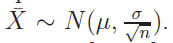 X̄ ∼ N(μ, σ/√n).